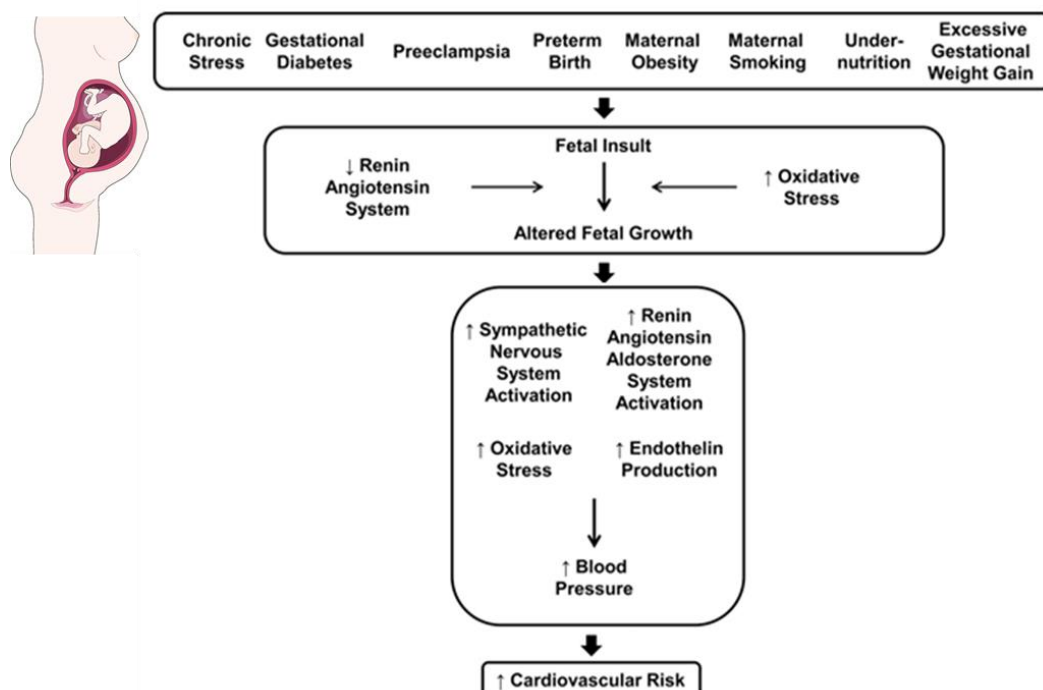 Chronic Stress
Gestational Diabetes
Preeclampsia
Preterm Birth
Maternal Obesity
Maternal Smoking
Under-
nutrition
Excessive
Gestational
Weight Gain
Fetal Insult
↓ Renin
Angiotensin
System
↑ Oxidative
Stress
Altered Fetal Growth
↑ Sympathetic
Nervous
System
Activation
↑ Renin
Angiotensin
Aldosterone
System
Activation
↑ Oxidative
Stress
↑ Endothelin
Production
↑ Blood
Pressure
↑ Cardiovascular Risk